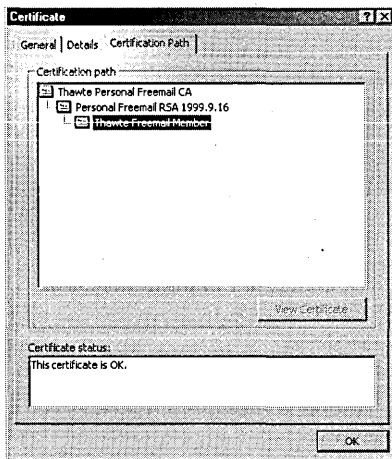 Certificate
General
Details
Certification Path
Certification path
Thawte Personal Freemail CA
Personal Freemail RSA 1999.9.16
Thawte Freemail Member
View Certificate
Certificate status:
This certificate is OK.
OK